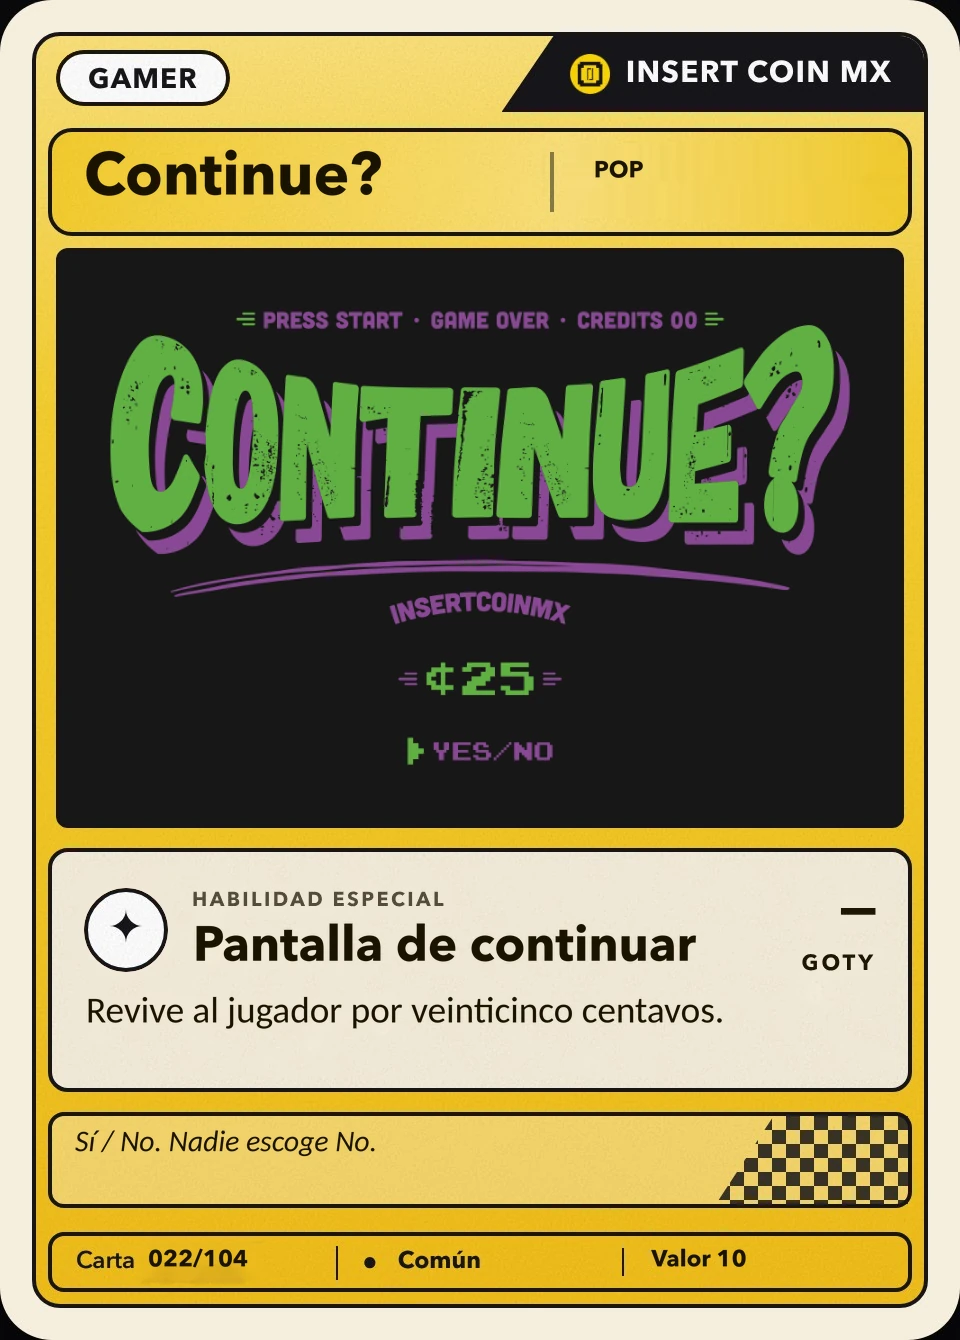 GAMER
INSERT COIN MX
Continue?
POP
PRESS START · GAME OVER · CREDITS 00
CONTINUE?
INSERTCOINMX
¢25
YES/NO
HABILIDAD ESPECIAL
Pantalla de continuar
—
GOTY
Revive al jugador por veinticinco centavos.
Sí / No. Nadie escoge No.
Carta 022/104
● Común
Valor 10